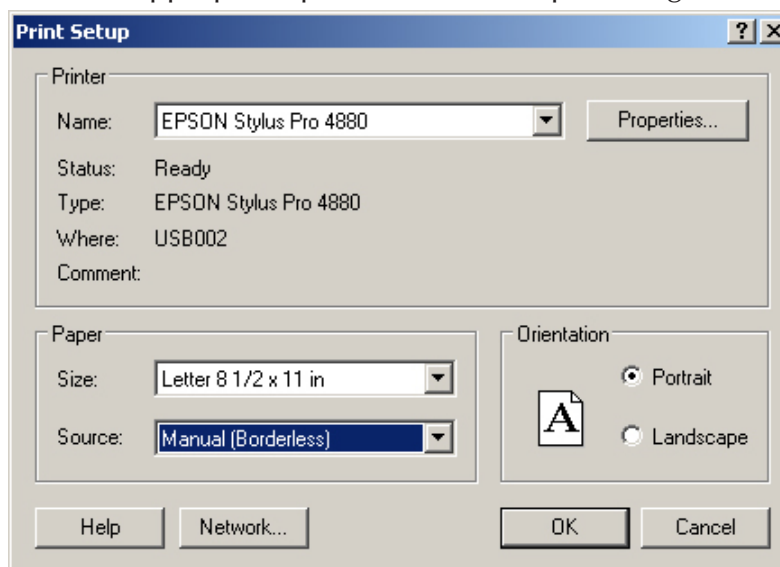 Print Setup
Printer
Name: EPSON Stylus Pro 4880 Properties...
Status: Ready
Type: EPSON Stylus Pro 4880
Where: USB002
Comment:
Paper
Size: Letter 8 1/2 x 11 in
Source: Manual (Borderless)
Orientation
A
Portrait
Landscape
Help Network... OK Cancel